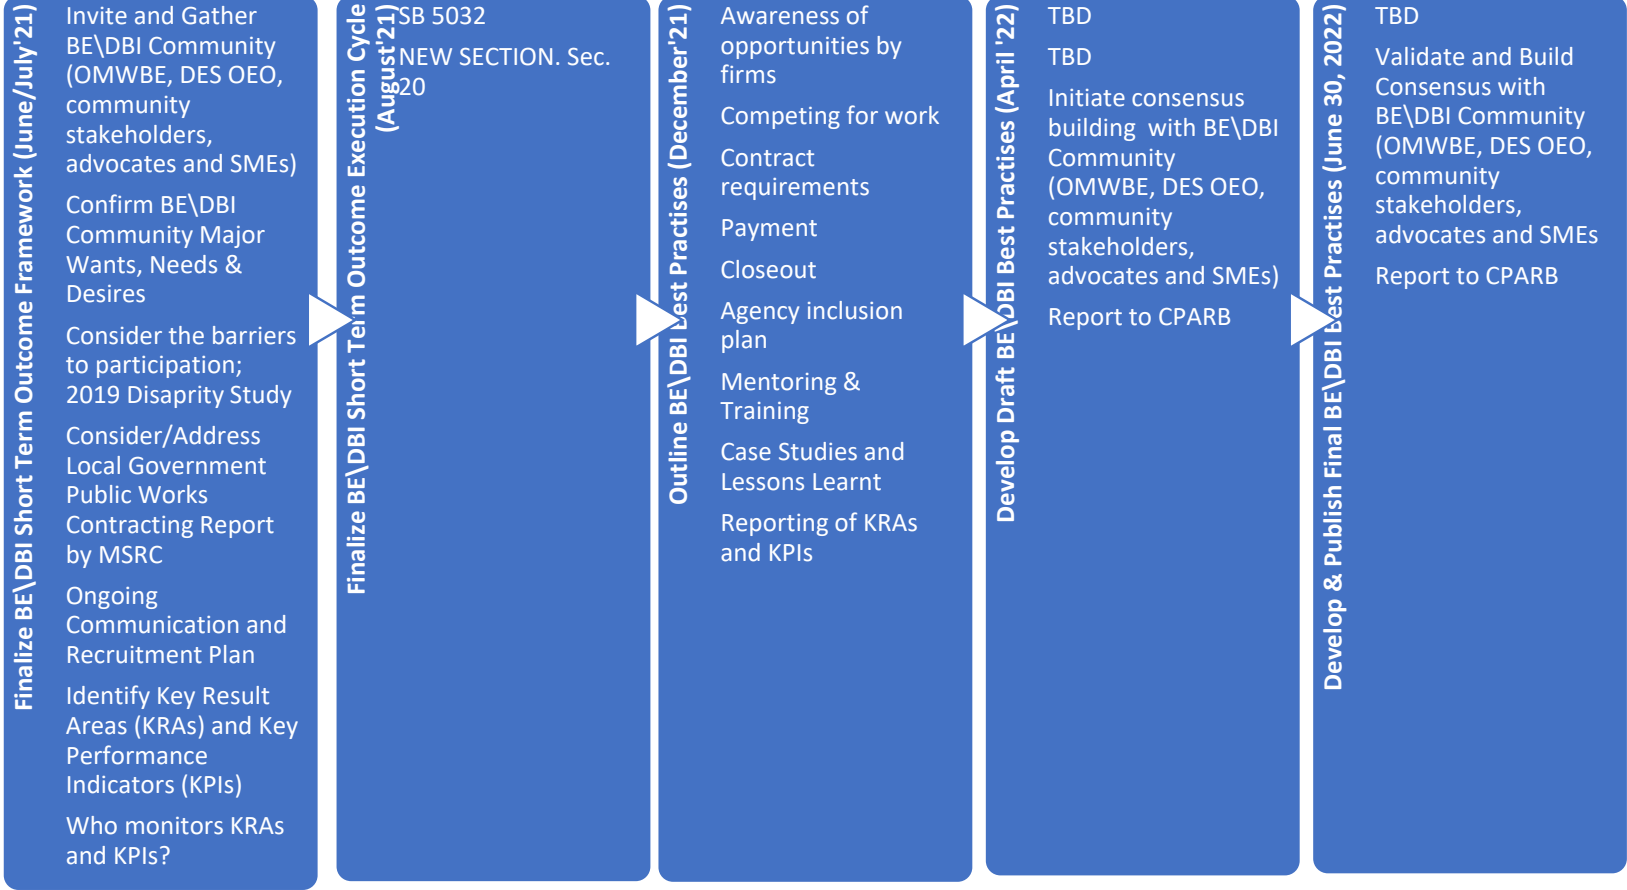 Finalize BE\DBI Short Term Outcome Framework (June/July'21)
Invite and Gather
BE\DBI Community
(OMWBE, DES OEO,
community
stakeholders,
advocates and SMEs)
Confirm BE\DBI
Community Major
Wants, Needs &
Desires
Consider the barriers
to participation;
2019 Disaprity Study
Consider/Address
Local Government
Public Works
Contracting Report
by MSRC
Ongoing
Communication and
Recruitment Plan
Identify Key Result
Areas (KRAs) and Key
Performance
Indicators (KPIs)
Who monitors KRAs
and KPIs?
Finalize BE\DBI Short Term Outcome Execution Cycle
(August'21)
SB 5032
NEW SECTION. Sec.
20
Outline BE\DBI Best Practises (December'21)
Awareness of
opportunities by
firms
Competing for work
Contract
requirements
Payment
Closeout
Agency inclusion
plan
Mentoring &
Training
Case Studies and
Lessons Learnt
Reporting of KRAs
and KPIs
Develop Draft BE\DBI Best Practises (April '22)
TBD
TBD
Initiate consensus
building with BE\DBI
Community
(OMWBE, DES OEO,
community
stakeholders,
advocates and SMEs)
Report to CPARB
Develop & Publish Final BE\DBI Best Practises (June 30, 2022)
TBD
Validate and Build
Consensus with
BE\DBI Community
(OMWBE, DES OEO,
community
stakeholders,
advocates and SMEs
Report to CPARB